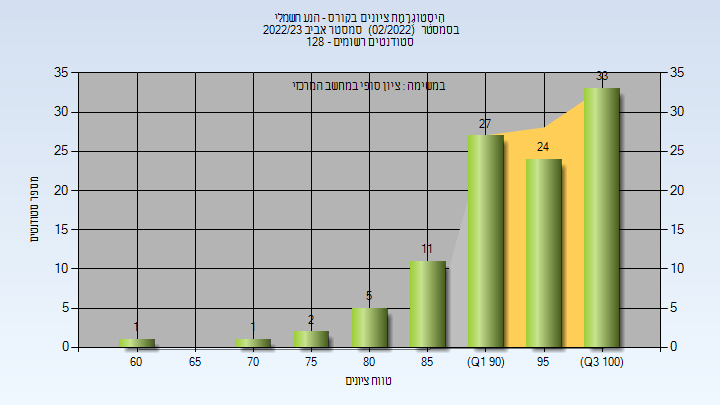 היסטוגרמת ציונים בקורס - הנע חשמלי
בסמסטר (02/2022) סמסטר אביב 2022/23
סטודנטים רשומים - 128
במשימה : ציון סופי במחשב המרכזי
35 35
30 30
25 25
20 20
15 15
10 10
5 5
0 0
1 1 2 5 11 27 24 33
מספר סטודנטים
60 65 70 75 80 85 (Q1 90) 95 (Q3 100)
טווח ציונים